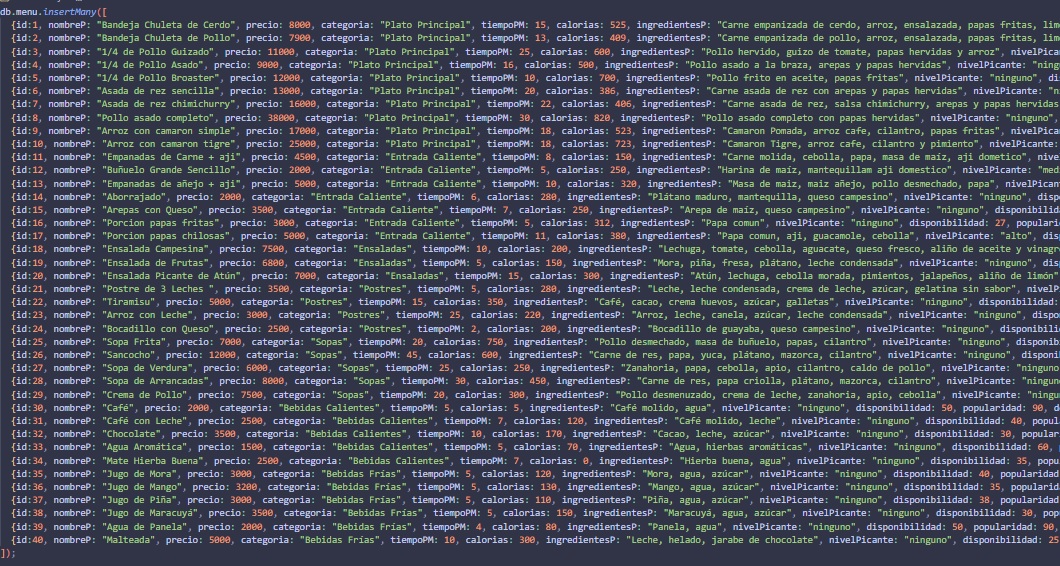 db.menu.insertMany([
{id:1, nombreP: "Bandeja Chuleta de Cerdo", precio: 8000, categoria: "Plato Principal", tiempoPM: 15, calorias: 525, ingredientesP: "Carne empanizada de cerdo, arroz, ensalazada, papas fritas, lim
{id:2, nombreP: "Bandeja Chuleta de Pollo", precio: 7900, categoria: "Plato Principal", tiempoPM: 13, calorias: 409, ingredientesP: "Carne empanizada de pollo, arroz, ensalazada, papas fritas, lim
{id:3, nombreP: "1/4 de Pollo Guizado", precio: 11000, categoria: "Plato Principal", tiempoPM: 25, calorias: 600, ingredientesP: "Pollo hervido, guizo de tomate, papas hervidas y arroz", nivelPica
{id:4, nombreP: "1/4 de Pollo Asado", precio: 9000, categoria: "Plato Principal", tiempoPM: 16, calorias: 500, ingredientesP: "Pollo asado a la braza, arepas y papas hervidas", nivelPicante: "ning
{id:5, nombreP: "1/4 de Pollo Broaster", precio: 12000, categoria: "Plato Principal", tiempoPM: 10, calorias: 700, ingredientesP: "Pollo frito en aceite, papas fritas", nivelPicante: "ninguno", di
{id:6, nombreP: "Asada de rez sencilla", precio: 13000, categoria: "Plato Principal", tiempoPM: 20, calorias: 386, ingredientesP: "Carne asada de rez con arepas y papas hervidas", nivelPicante: "n
{id:7, nombreP: "Asada de rez chimichurry", precio: 16000, categoria: "Plato Principal", tiempoPM: 22, calorias: 406, ingredientesP: "Carne asada de rez, salsa chimichurry, arepas y papas hervidas
{id:8, nombreP: "Pollo asado completo", precio: 38000, categoria: "Plato Principal", tiempoPM: 30, calorias: 820, ingredientesP: "Pollo asado completo con papas hervidas", nivelPicante: "ninguno"
{id:9, nombreP: "Arroz con camaron simple", precio: 17000, categoria: "Plato Principal", tiempoPM: 18, calorias: 523, ingredientesP: "Camaron Pomada, arroz cafe, cilantro, papas fritas", nivelPica
{id:10, nombreP: "Arroz con camaron tigre", precio: 25000, categoria: "Plato Principal", tiempoPM: 18, calorias: 723, ingredientesP: "Camaron Tigre, arroz cafe, cilantro y pimiento", nivelPicante:
{id:11, nombreP: "Empanadas de Carne + aji", precio: 4500, categoria: "Entrada Caliente", tiempoPM: 8, calorias: 150, ingredientesP: "Carne molida, cebolla, papa, masa de maíz, aji dometico", nive
{id:12, nombreP: "Buñuelo Grande Sencillo", precio: 2000, categoria: "Entrada Caliente", tiempoPM: 5, calorias: 250, ingredientesP: "Harina de maíz, mantequillam aji domestico", nivelPicante: "med
{id:13, nombreP: "Empanadas de añejo + aji", precio: 5000, categoria: "Entrada Caliente", tiempoPM: 10, calorias: 320, ingredientesP: "Masa de maiz, maiz añejo, pollo desmechado, papa", nivelPican
{id:14, nombreP: "Aborrajado", precio: 2000, categoria: "Entrada Caliente", tiempoPM: 6, calorias: 280, ingredientesP: "Plátano maduro, mantequilla, queso campesino", nivelPicante: "ninguno", disp
{id:15, nombreP: "Arepas con Queso", precio: 3500, categoria: "Entrada Caliente", tiempoPM: 7, calorias: 250, ingredientesP: "Arepa de maíz, queso campesino", nivelPicante: "ninguno", disponibilid
{id:16, nombreP: "Porcion papas fritas", precio: 3000, categoria: "Entrada Caliente", tiempoPM: 5, calorias: 312, ingredientesP: "Papa comun", nivelPicante: "ninguno", disponibilidad: 27, popular
{id:17, nombreP: "Porcion papas chilosas", precio: 5000, categoria: "Entrada Caliente", tiempoPM: 11, calorias: 380, ingredientesP: "Papa comun, aji, guacamole, cebolla", nivelPicante: "alto", dis
{id:18, nombreP: "Ensalada Campesina", precio: 7500, categoria: "Ensaladas", tiempoPM: 10, calorias: 200, ingredientesP: "Lechuga, tomate, cebolla, aguacate, queso fresco, aliño de aceite y vinagr
{id:19, nombreP: "Ensalada de Frutas", precio: 6800, categoria: "Ensaladas", tiempoPM: 5, calorias: 150, ingredientesP: "Mora, piña, fresa, plátano, leche condensada", nivelPicante: "ninguno", dis
{id:20, nombreP: "Ensalada Picante de Atún", precio: 7000, categoria: "Ensaladas", tiempoPM: 15, calorias: 300, ingredientesP: "Atún, lechuga, cebolla morada, pimientos, jalapeños, aliño de limón"
{id:21, nombreP: "Postre de 3 Leches ", precio: 3500, categoria: "Postres", tiempoPM: 5, calorias: 280, ingredientesP: "Leche, leche condensada, crema de leche, azúcar, gelatina sin sabor", nivelP
{id:22, nombreP: "Tiramisu", precio: 5000, categoria: "Postres", tiempoPM: 15, calorias: 350, ingredientesP: "Café, cacao, crema huevos, azúcar, galletas", nivelPicante: "ninguno", disponibilidad:
{id:23, nombreP: "Arroz con Leche", precio: 3000, categoria: "Postres", tiempoPM: 25, calorias: 220, ingredientesP: "Arroz, leche, canela, azúcar, leche condensada", nivelPicante: "ninguno", dispo
{id:24, nombreP: "Bocadillo con Queso", precio: 2500, categoria: "Postres", tiempoPM: 2, calorias: 200, ingredientesP: "Bocadillo de guayaba, queso campesino", nivelPicante: "ninguno", disponibili
{id:25, nombreP: "Sopa Frita", precio: 7000, categoria: "Sopas", tiempoPM: 20, calorias: 750, ingredientesP: "Pollo desmechado, masa de buñuelo, papas, cilantro", nivelPicante: "ninguno", disponib
{id:26, nombreP: "Sancocho", precio: 12000, categoria: "Sopas", tiempoPM: 45, calorias: 600, ingredientesP: "Carne de res, papa, yuca, plátano, mazorca, cilantro", nivelPicante: "ninguno", disponi
{id:27, nombreP: "Sopa de Verdura", precio: 6000, categoria: "Sopas", tiempoPM: 25, calorias: 250, ingredientesP: "Zanahoria, papa, cebolla, apio, cilantro, caldo de pollo", nivelPicante: "ninguno
{id:28, nombreP: "Sopa de Arrancadas", precio: 8000, categoria: "Sopas", tiempoPM: 30, calorias: 450, ingredientesP: "Carne de res, papa criolla, plátano, mazorca, cilantro", nivelPicante: "ninguno
{id:29, nombreP: "Crema de Pollo", precio: 7500, categoria: "Sopas", tiempoPM: 20, calorias: 300, ingredientesP: "Pollo desmenuzado, crema de leche, zanahoria, apio, cebolla", nivelPicante: "ningu
{id:30, nombreP: "Café", precio: 2000, categoria: "Bebidas Calientes", tiempoPM: 5, calorias: 5, ingredientesP: "Café molido, agua", nivelPicante: "ninguno", disponibilidad: 50, popularidad: 90, d
{id:31, nombreP: "Café con Leche", precio: 2500, categoria: "Bebidas Calientes", tiempoPM: 7, calorias: 120, ingredientesP: "Café molido, leche", nivelPicante: "ninguno", disponibilidad: 40, popul
{id:32, nombreP: "Chocolate", precio: 3500, categoria: "Bebidas Calientes", tiempoPM: 10, calorias: 170, ingredientesP: "Cacao, leche, azúcar", nivelPicante: "ninguno", disponibilidad: 30, popular
{id:33, nombreP: "Agua Aromática", precio: 1500, categoria: "Bebidas Calientes", tiempoPM: 5, calorias: 70, ingredientesP: "Agua, hierbas aromáticas", nivelPicante: "ninguno", disponibilidad: 60,
{id:34, nombreP: "Mate Hierba Buena", precio: 2500, categoria: "Bebidas Calientes", tiempoPM: 7, calorias: 0, ingredientesP: "Hierba buena, agua", nivelPicante: "ninguno", disponibilidad: 35, popu
{id:35, nombreP: "Jugo de Mora", precio: 3000, categoria: "Bebidas Frías", tiempoPM: 5, calorias: 120, ingredientesP: "Mora, agua, azúcar", nivelPicante: "ninguno", disponibilidad: 40, popularidad
{id:36, nombreP: "Jugo de Mango", precio: 3200, categoria: "Bebidas Frías", tiempoPM: 5, calorias: 130, ingredientesP: "Mango, agua, azúcar", nivelPicante: "ninguno", disponibilidad: 35, popularid
{id:37, nombreP: "Jugo de Piña", precio: 3000, categoria: "Bebidas Frías", tiempoPM: 5, calorias: 110, ingredientesP: "Piña, agua, azúcar", nivelPicante: "ninguno", disponibilidad: 38, popularidad
{id:38, nombreP: "Jugo de Maracuyá", precio: 3500, categoria: "Bebidas Frías", tiempoPM: 5, calorias: 150, ingredientesP: "Maracuyá, agua, azúcar", nivelPicante: "ninguno", disponibilidad: 30, pop
{id:39, nombreP: "Agua de Panela", precio: 2000, categoria: "Bebidas Frías", tiempoPM: 4, calorias: 80, ingredientesP: "Panela, agua", nivelPicante: "ninguno", disponibilidad: 50, popularidad: 90,
{id:40, nombreP: "Malteada", precio: 5000, categoria: "Bebidas Frías", tiempoPM: 10, calorias: 300, ingredientesP: "Leche, helado, jarabe de chocolate", nivelPicante: "ninguno", disponibilidad: 25
]);